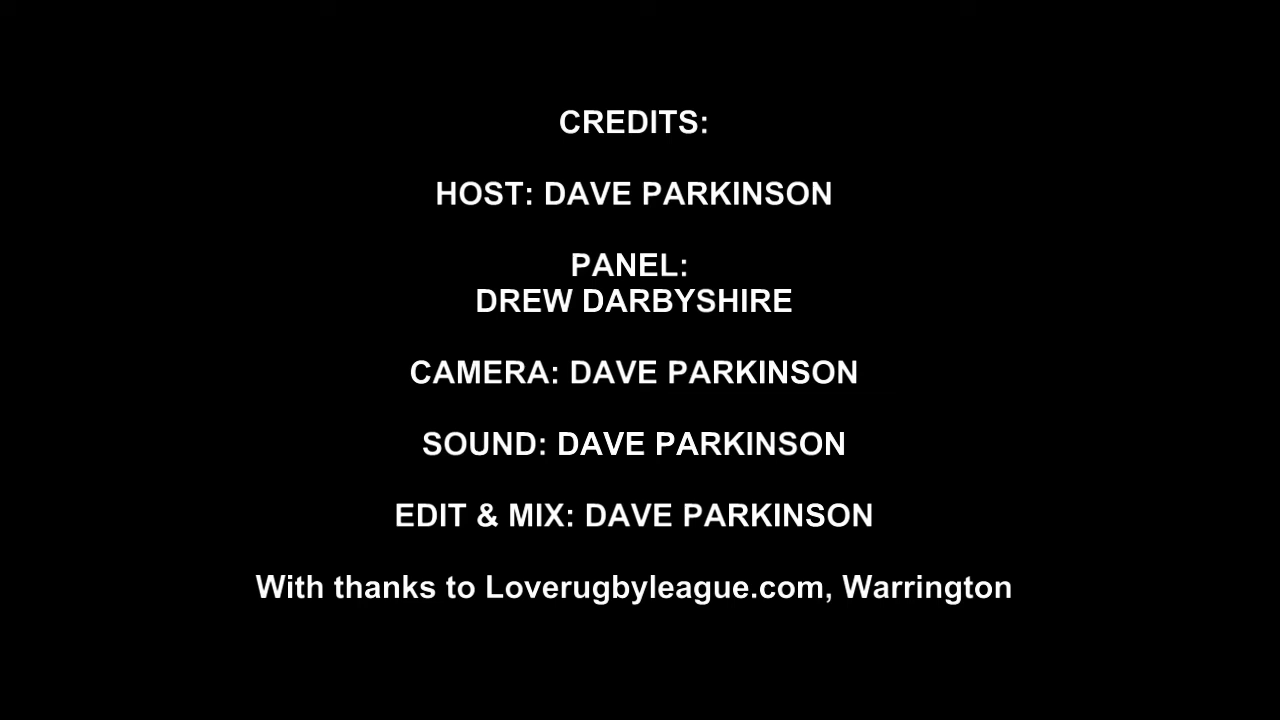 CREDITS:
HOST: DAVE PARKINSON
PANEL:
DREW DARBYSHIRE
CAMERA: DAVE PARKINSON
SOUND: DAVE PARKINSON
EDIT & MIX: DAVE PARKINSON
With thanks to Loverugbyleague.com, Warrington